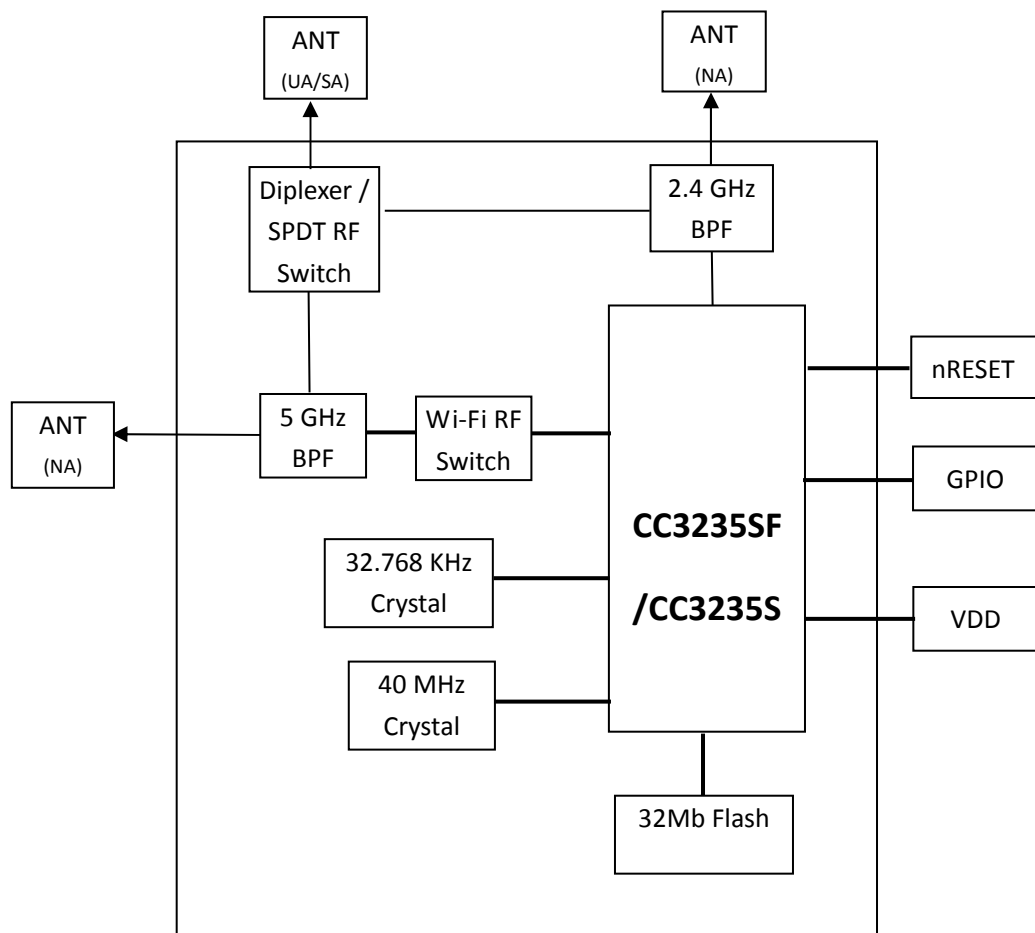 ANT
(UA/SA)
ANT
(NA)
Diplexer /
SPDT RF
Switch
2.4 GHz
BPF
nRESET
ANT
(NA)
5 GHz
BPF
Wi-Fi RF
Switch
GPIO
CC3235SF
/CC3235S
32.768 KHz
Crystal
VDD
40 MHz
Crystal
32Mb Flash